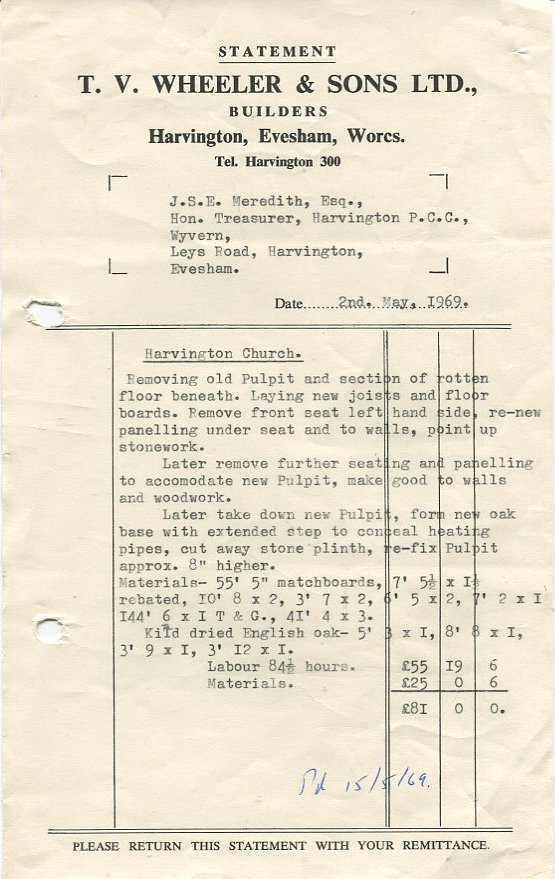 STATEMENT
T. V. WHEELER & SONS LTD.,
BUILDERS
Harvington, Evesham, Worcs.
Tel. Harvington 300
J.S.E. Meredith, Esq.,
Hon. Treasurer, Harvington P.C.C.,
Wyvern,
Leys Road, Harvington,
Evesham.
Date.......2nd. May, I969.
Harvington Church.
Removing old Pulpit and section of rotten
floor beneath. Laying new joists and floor
boards. Remove front seat left hand side, re-new
panelling under seat and to walls, point up
stonework.
Later remove further seating and panelling
to accomodate new Pulpit, make good to walls
and woodwork.
Later take down new Pulpit, form new oak
base with extended step to conceal heating
pipes, cut away stone plinth, re-fix Pulpit
approx. 8" higher.
Materials- 55' 5" matchboards, 7' 5½ x I½
rebated, I0' 8 x 2, 3' 7 x 2, 6' 5 x 2, 7' 2 x I
I44' 6 x I T & G., 4I' 4 x 3.
Kild dried English oak- 5' 3 x I, 8' 8 x I,
3' 9 x I, 3' I2 x I.
Labour 84½ hours. £55 I9 6
Materials. £25 0 6
£8I 0 0.
Pd 15/5/69.
PLEASE RETURN THIS STATEMENT WITH YOUR REMITTANCE.